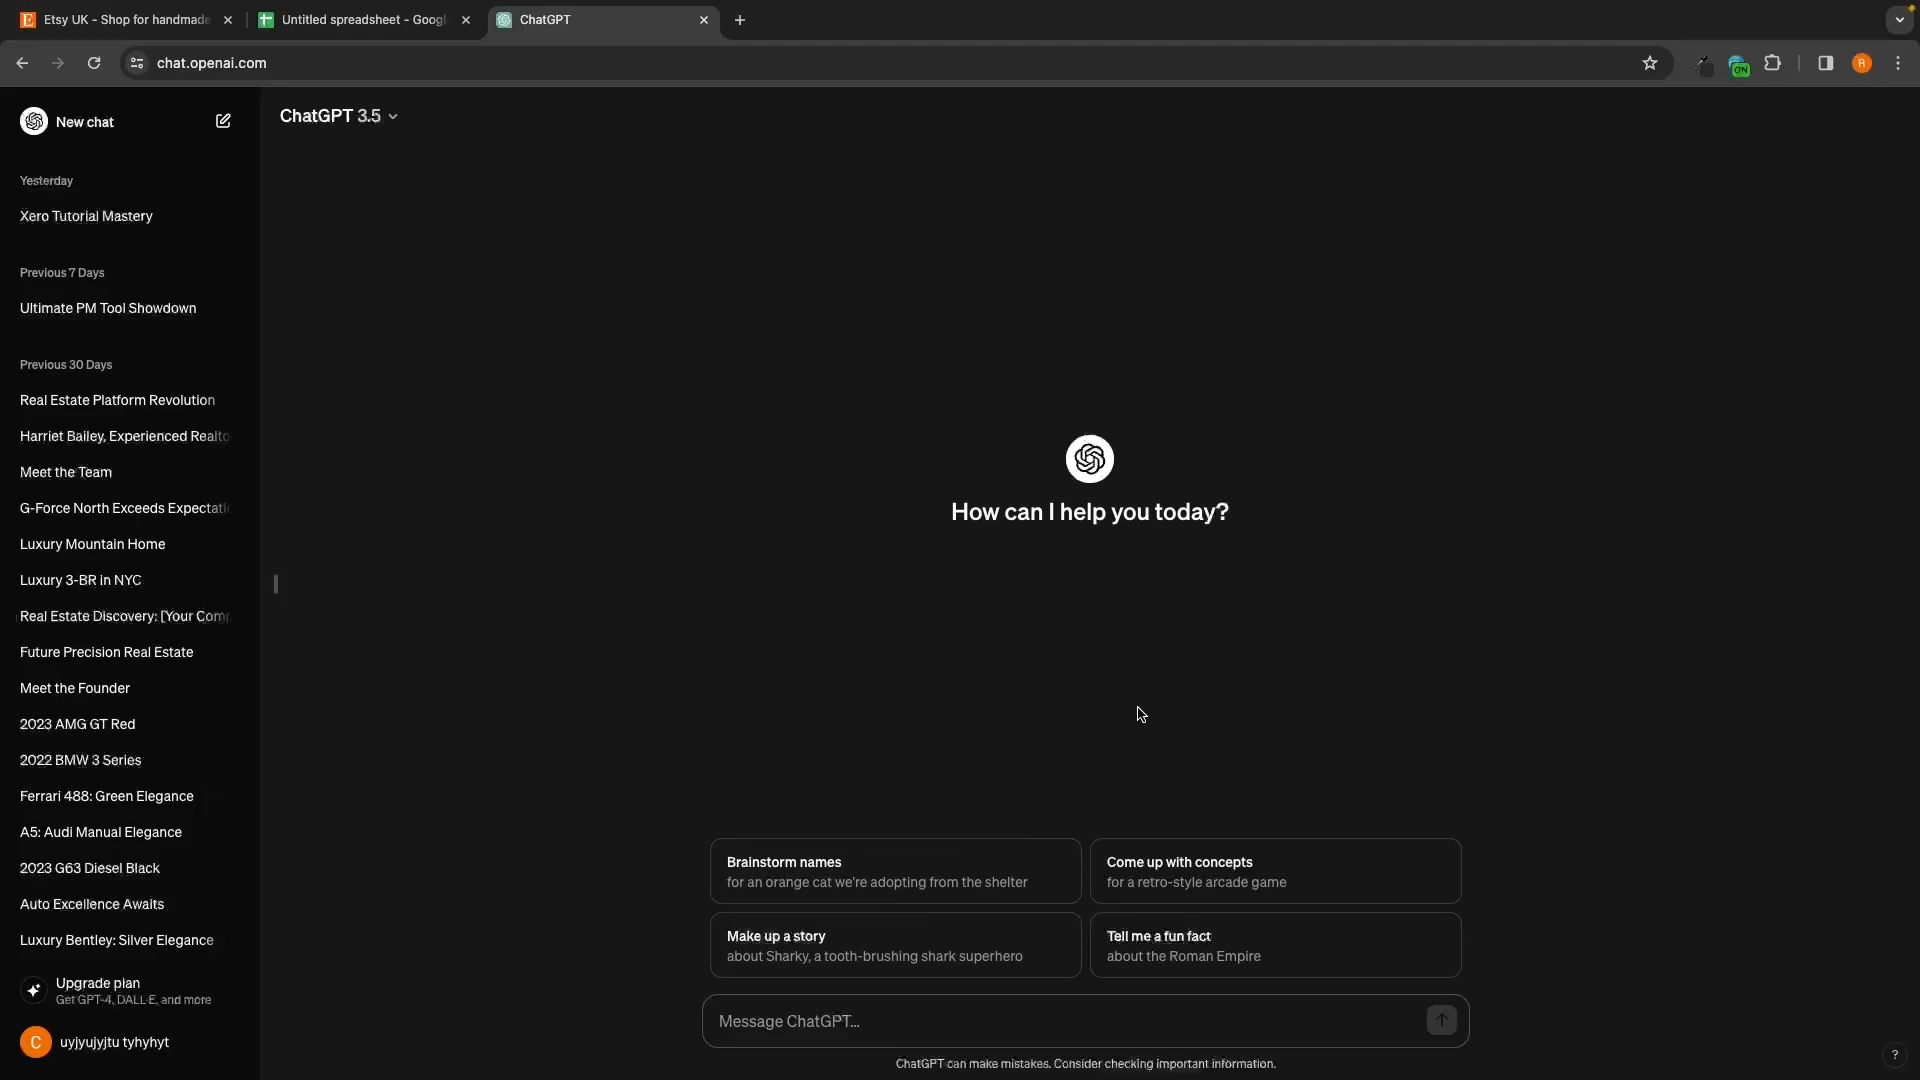 Etsy UK - Shop for handmade
Untitled spreadsheet - Googl
ChatGPT
chat.openai.com
ON
R
New chat
ChatGPT 3.5
Yesterday
Xero Tutorial Mastery
Previous 7 Days
Ultimate PM Tool Showdown
Previous 30 Days
Real Estate Platform Revolution
Harriet Bailey, Experienced Realto
Meet the Team
G-Force North Exceeds Expectati
Luxury Mountain Home
Luxury 3-BR in NYC
Real Estate Discovery: [Your Com
Future Precision Real Estate
Meet the Founder
2023 AMG GT Red
2022 BMW 3 Series
Ferrari 488: Green Elegance
A5: Audi Manual Elegance
2023 G63 Diesel Black
Auto Excellence Awaits
Luxury Bentley: Silver Elegance
Upgrade plan
Get GPT-4, DALL·E, and more
C
uyjyujyjtu tyhyhyt
How can I help you today?
Brainstorm names
for an orange cat we're adopting from the shelter
Come up with concepts
for a retro-style arcade game
Make up a story
about Sharky, a tooth-brushing shark superhero
Tell me a fun fact
about the Roman Empire
Message ChatGPT...
ChatGPT can make mistakes. Consider checking important information.
?